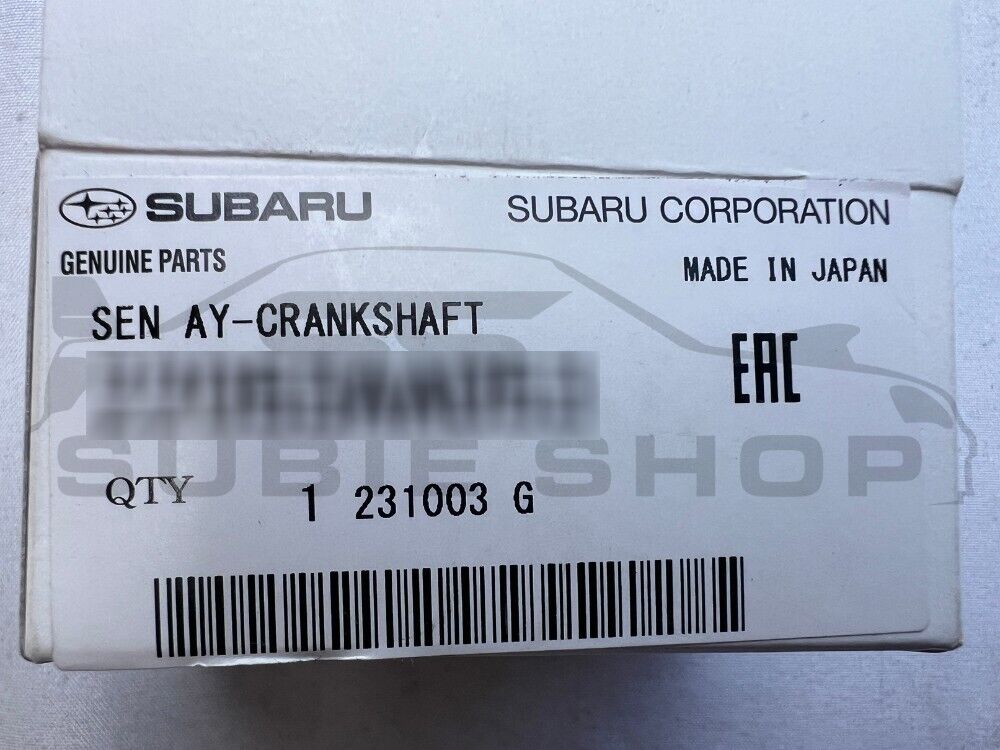 SUBARU
SUBARU CORPORATION
GENUINE PARTS
MADE IN JAPAN
SEN AY-CRANKSHAFT
EAC
SUBIE SHOP
QTY 1 231003 G